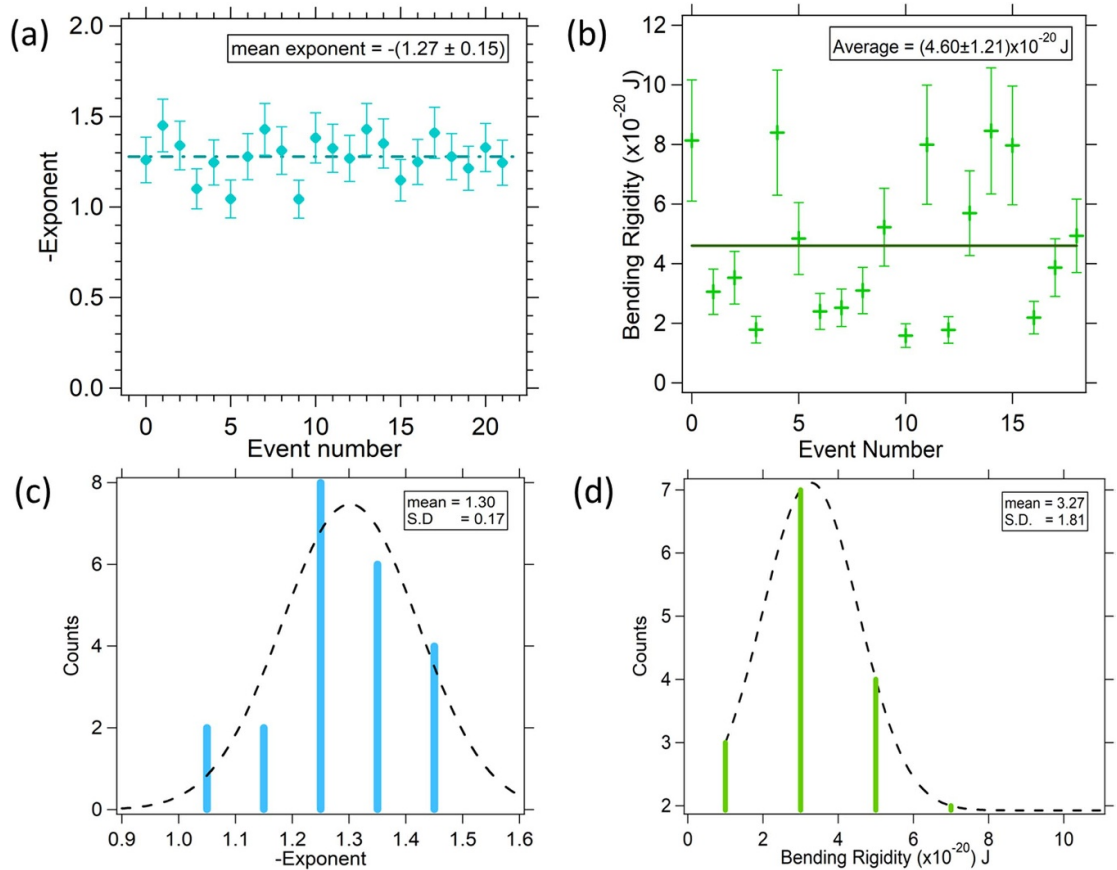 (a)
mean exponent = -(1.27 ± 0.15)
2.0
1.5
1.0
0.5
0.0
-Exponent
0 5 10 15 20
Event number
(b)
Average = (4.60±1.21)x10⁻²⁰ J
12
10
8
6
4
2
0
Bending Rigidity (x10⁻²⁰ J)
0 5 10 15
Event Number
(c)
mean = 1.30
S.D = 0.17
8
6
4
2
0
Counts
0.9 1.0 1.1 1.2 1.3 1.4 1.5 1.6
-Exponent
(d)
mean = 3.27
S.D. = 1.81
7
6
5
4
3
2
Counts
0 2 4 6 8 10
Bending Rigidity (x10⁻²⁰) J